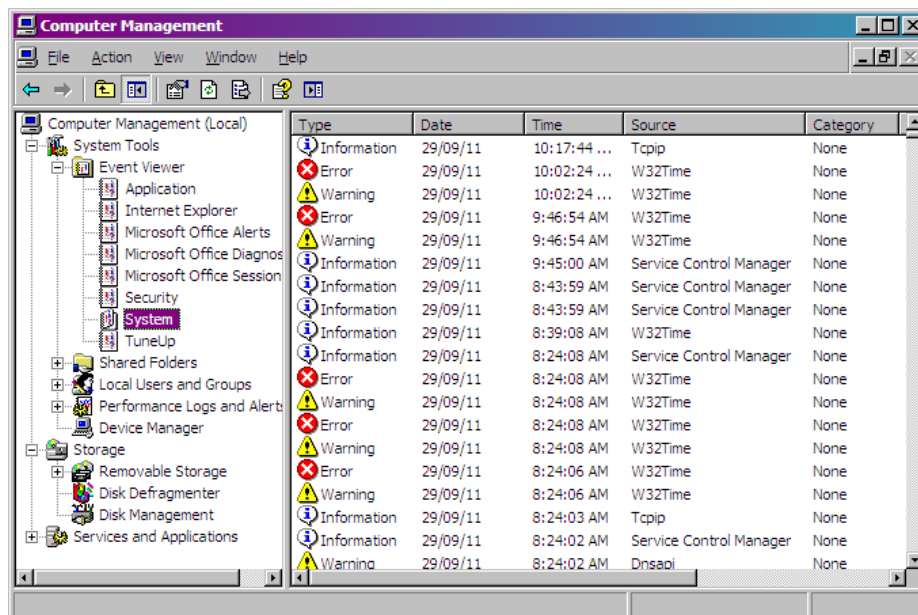 Computer Management
File Action View Window Help
Computer Management (Local)
System Tools
Event Viewer
Application
Internet Explorer
Microsoft Office Alerts
Microsoft Office Diagnos
Microsoft Office Session
Security
System
TuneUp
Shared Folders
Local Users and Groups
Performance Logs and Alerts
Device Manager
Storage
Removable Storage
Disk Defragmenter
Disk Management
Services and Applications
Type Date Time Source Category
Information 29/09/11 10:17:44 ... Tcpip None
Error 29/09/11 10:02:24 ... W32Time None
Warning 29/09/11 10:02:24 ... W32Time None
Error 29/09/11 9:46:54 AM W32Time None
Warning 29/09/11 9:46:54 AM W32Time None
Information 29/09/11 9:45:00 AM Service Control Manager None
Information 29/09/11 8:43:59 AM Service Control Manager None
Information 29/09/11 8:43:59 AM Service Control Manager None
Information 29/09/11 8:39:08 AM W32Time None
Information 29/09/11 8:24:08 AM Service Control Manager None
Error 29/09/11 8:24:08 AM W32Time None
Warning 29/09/11 8:24:08 AM W32Time None
Error 29/09/11 8:24:08 AM W32Time None
Warning 29/09/11 8:24:08 AM W32Time None
Error 29/09/11 8:24:06 AM W32Time None
Warning 29/09/11 8:24:06 AM W32Time None
Information 29/09/11 8:24:03 AM Tcpip None
Information 29/09/11 8:24:02 AM Service Control Manager None
Warning 29/09/11 8:24:02 AM Dnsapi None